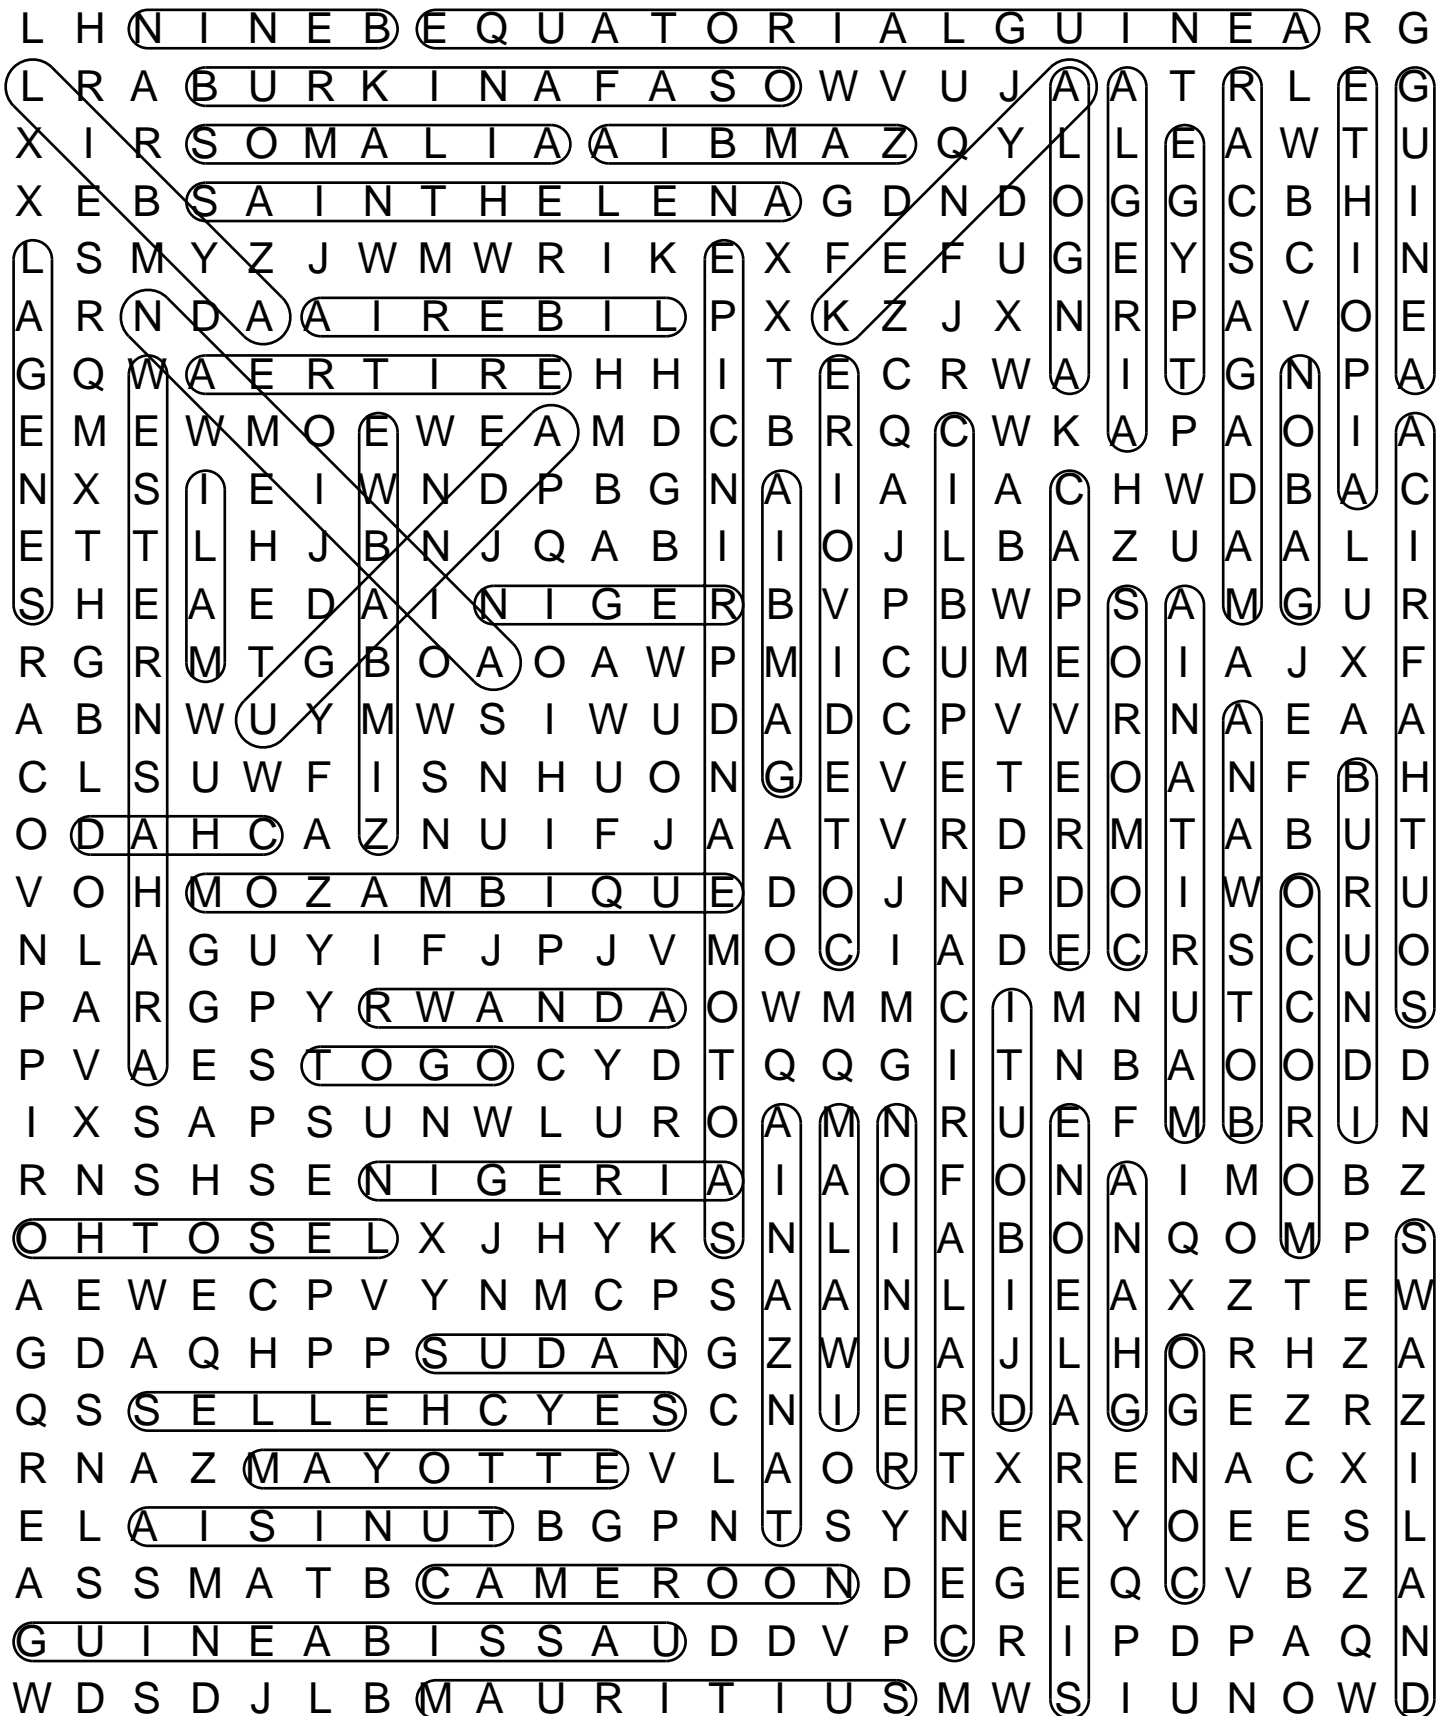 L H N I N E B E Q U A T O R I A L G U I N E A R G
L R A B U R K I N A F A S O W V U J A A T R L E G
X I R S O M A L I A A I B M A Z Q Y L L E A W T U
X E B S A I N T H E L E N A G D N D O G G C B H I
L S M Y Z J W M W R I K E X F E F U G E Y S C I N
A R N D A A I R E B I L P X K Z J X N R P A V O E
G Q W A E R T I R E H H I T E C R W A I T G N P A
E M E W M O E W E A M D C B R Q C W K A P A O I A
N X S I E I W N D P B G N A I A I A C H W D B A C
E T T L H J B N J Q A B I I O J L B A Z U A A L I
S H E A E D A I N I G E R B V P B W P S A M G U R
R G R M T G B O A O A W P M I C U M E O I A J X F
A B N W U Y M W S I W U D A D C P V V R N A E A A
C L S U W F I S N H U O N G E V E T E O A N F B H
O D A H C A Z N U I F J A A T V R D R M T A B U T
V O H M O Z A M B I Q U E D O J N P D O I W O R U
N L A G U Y I F J P J V M O C I A D E C R S C U O
P A R G P Y R W A N D A O W M M C I M N U T C N S
P V A E S T O G O C Y D T Q Q G I T N B A O O D D
I X S A P S U N W L U R O A M N R U E F M B R I N
R N S H S E N I G E R I A I A O F O N A I M O B Z
O H T O S E L X J H Y K S N L I A B O N Q O M P S
A E W E C P V Y N M C P S A A N L I E A X Z T E W
G D A Q H P P S U D A N G Z W U A J L H O R H Z A
Q S S E L L E H C Y E S C N I E R D A G G E Z R Z
R N A Z M A Y O T T E V L A O R T X R E N A C X I
E L A I S I N U T B G P N T S Y N E R Y O E E S L
A S S M A T B C A M E R O O N D E G E Q C V B Z A
G U I N E A B I S S A U D D V P C R I P D P A Q N
W D S D J L B M A U R I T I U S M W S I U N O W D